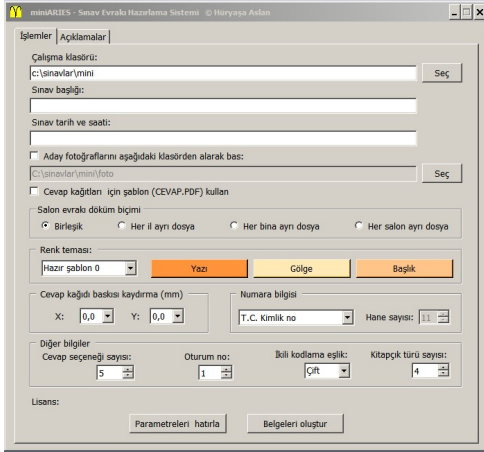 miniARIES - Sınav Evrakı Hazırlama Sistemi © Hüryaşa Aslan
İşlemler Açıklamalar
Çalışma klasörü:
c:\sinavlar\mini Seç
Sınav başlığı:
Sınav tarih ve saati:
Aday fotoğraflarını aşağıdaki klasörden alarak bas:
C:\sinavlar\mini\foto Seç
Cevap kağıtları için şablon (CEVAP.PDF) kullan
Salon evrakı döküm biçimi
Birleşik Her il ayrı dosya Her bina ayrı dosya Her salon ayrı dosya
Renk teması:
Hazır şablon 0 Yazı Gölge Başlık
Cevap kağıdı baskısı kaydırma (mm) Numara bilgisi
X: 0,0 Y: 0,0 T.C. Kimlik no Hane sayısı: 11
Diğer bilgiler
Cevap seçeneği sayısı: Oturum no: İkili kodlama eşlik: Kitapçık türü sayısı:
5 1 Çift 4
Lisans:
Parametreleri hatırla Belgeleri oluştur